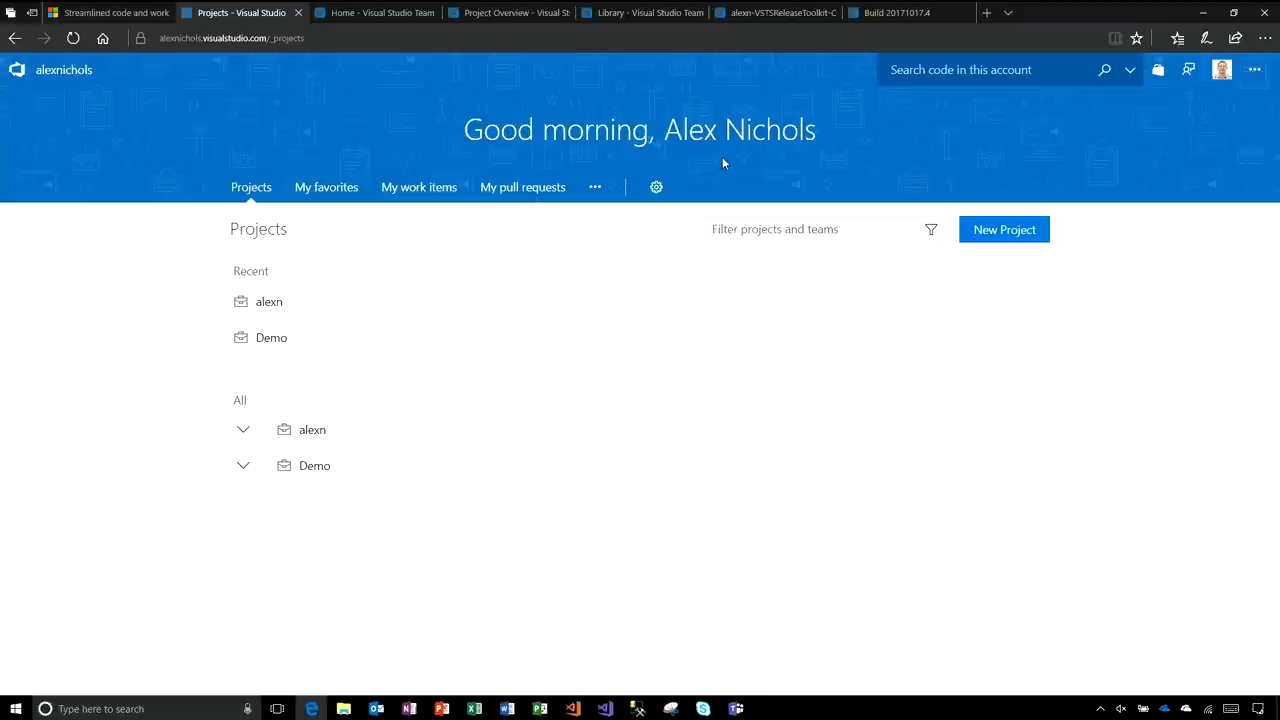 Streamlined code and work
Projects - Visual Studio
Home - Visual Studio Team
Project Overview - Visual St
Library - Visual Studio Team
alexn-VSTSReleaseToolkit-C
Build 20171017.4
alexnichols.visualstudio.com/_projects
alexnichols
Search code in this account
Good morning, Alex Nichols
Projects
My favorites
My work items
My pull requests
Projects
Filter projects and teams
New Project
Recent
alexn
Demo
All
alexn
Demo
Type here to search